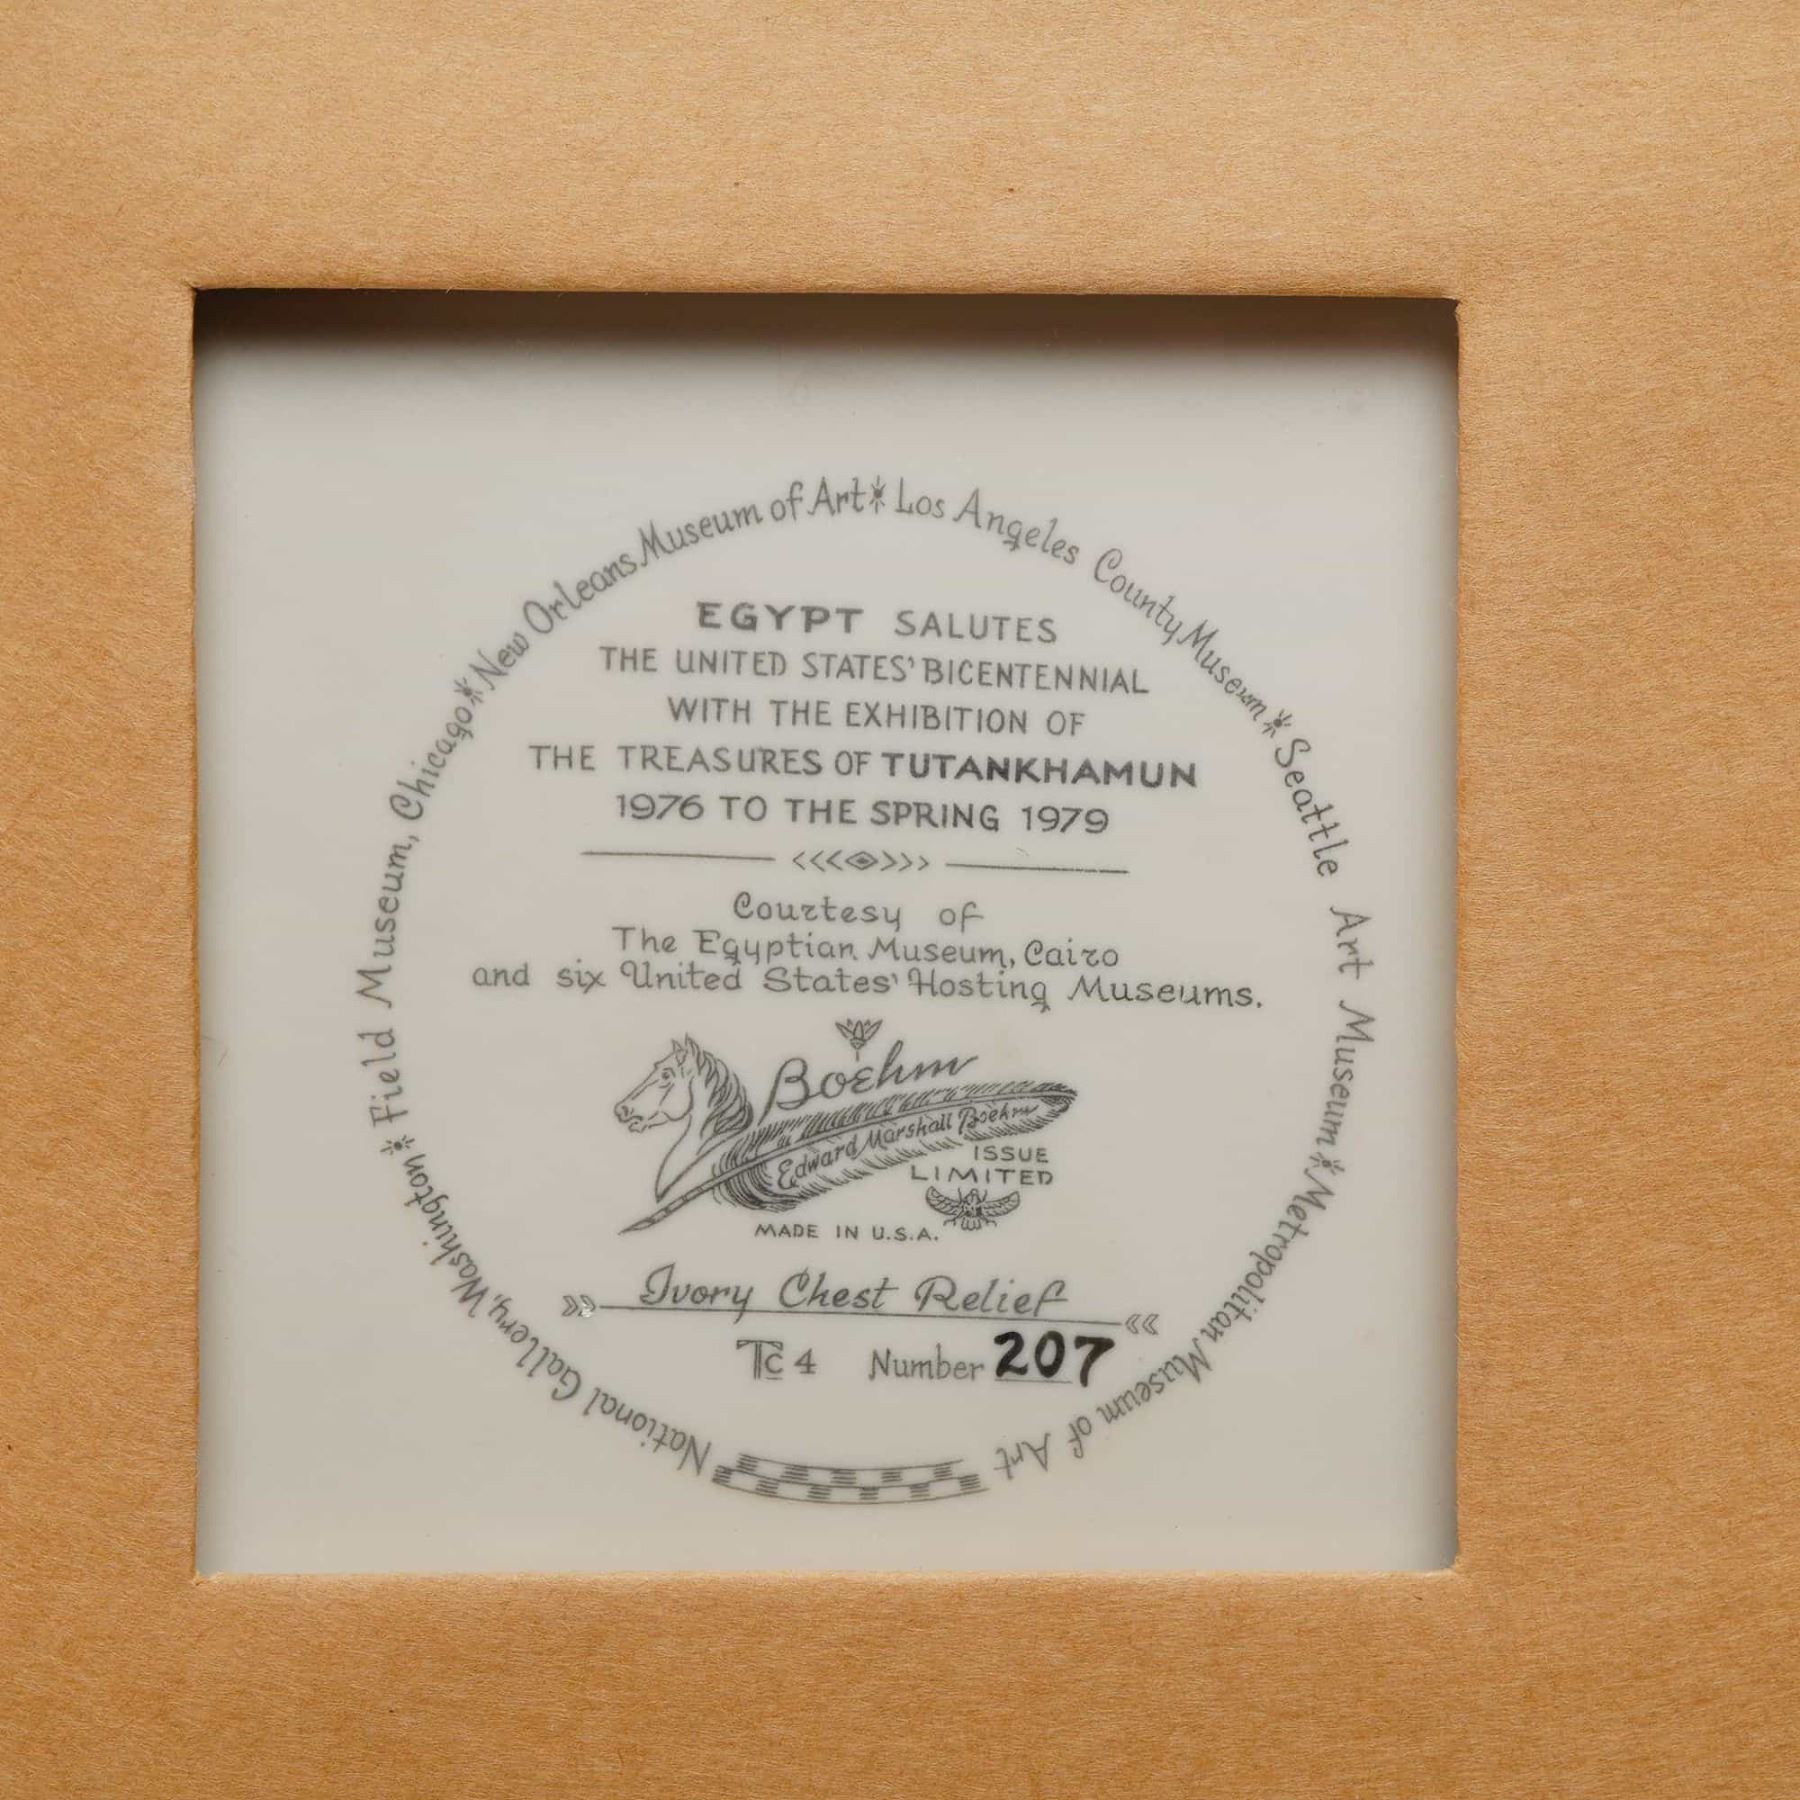 National Gallery, Washington * Field Museum, Chicago * New Orleans Museum of Art * Los Angeles County Museum * Seattle Art Museum * Metropolitan Museum of Art
EGYPT SALUTES
THE UNITED STATES' BICENTENNIAL
WITH THE EXHIBITION OF
THE TREASURES OF TUTANKHAMUN
1976 TO THE SPRING 1979
Courtesy of
The Egyptian Museum, Cairo
and six United States' Hosting Museums.
Boehm
Edward Marshall Boehm
ISSUE
LIMITED
MADE IN U.S.A.
Ivory Chest Relief
Tc 4 Number 207